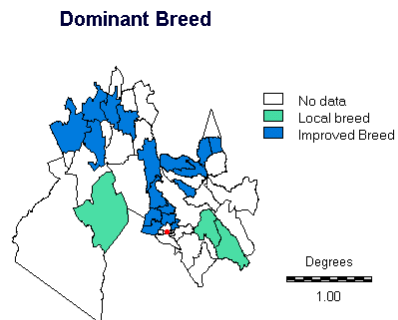 Dominant Breed
No data
Local breed
Improved Breed
Degrees
1.00